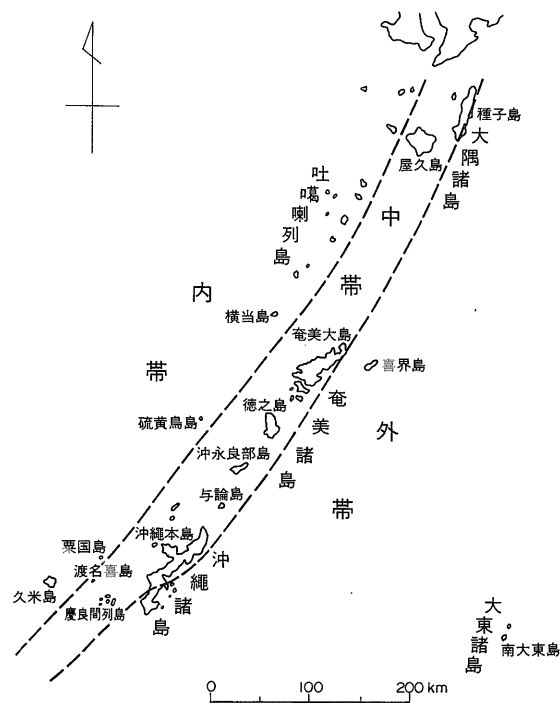 種子島
大隅諸島
屋久島
吐噶喇列島
中帯
内帯
横当島
奄美大島
喜界島
徳之島
硫黄鳥島
奄美諸島
外帯
沖永良部島
与論島
沖繩本島
沖繩諸島
粟国島
渡名喜島
久米島
慶良間列島
大東諸島
南大東島
0 100 200 km